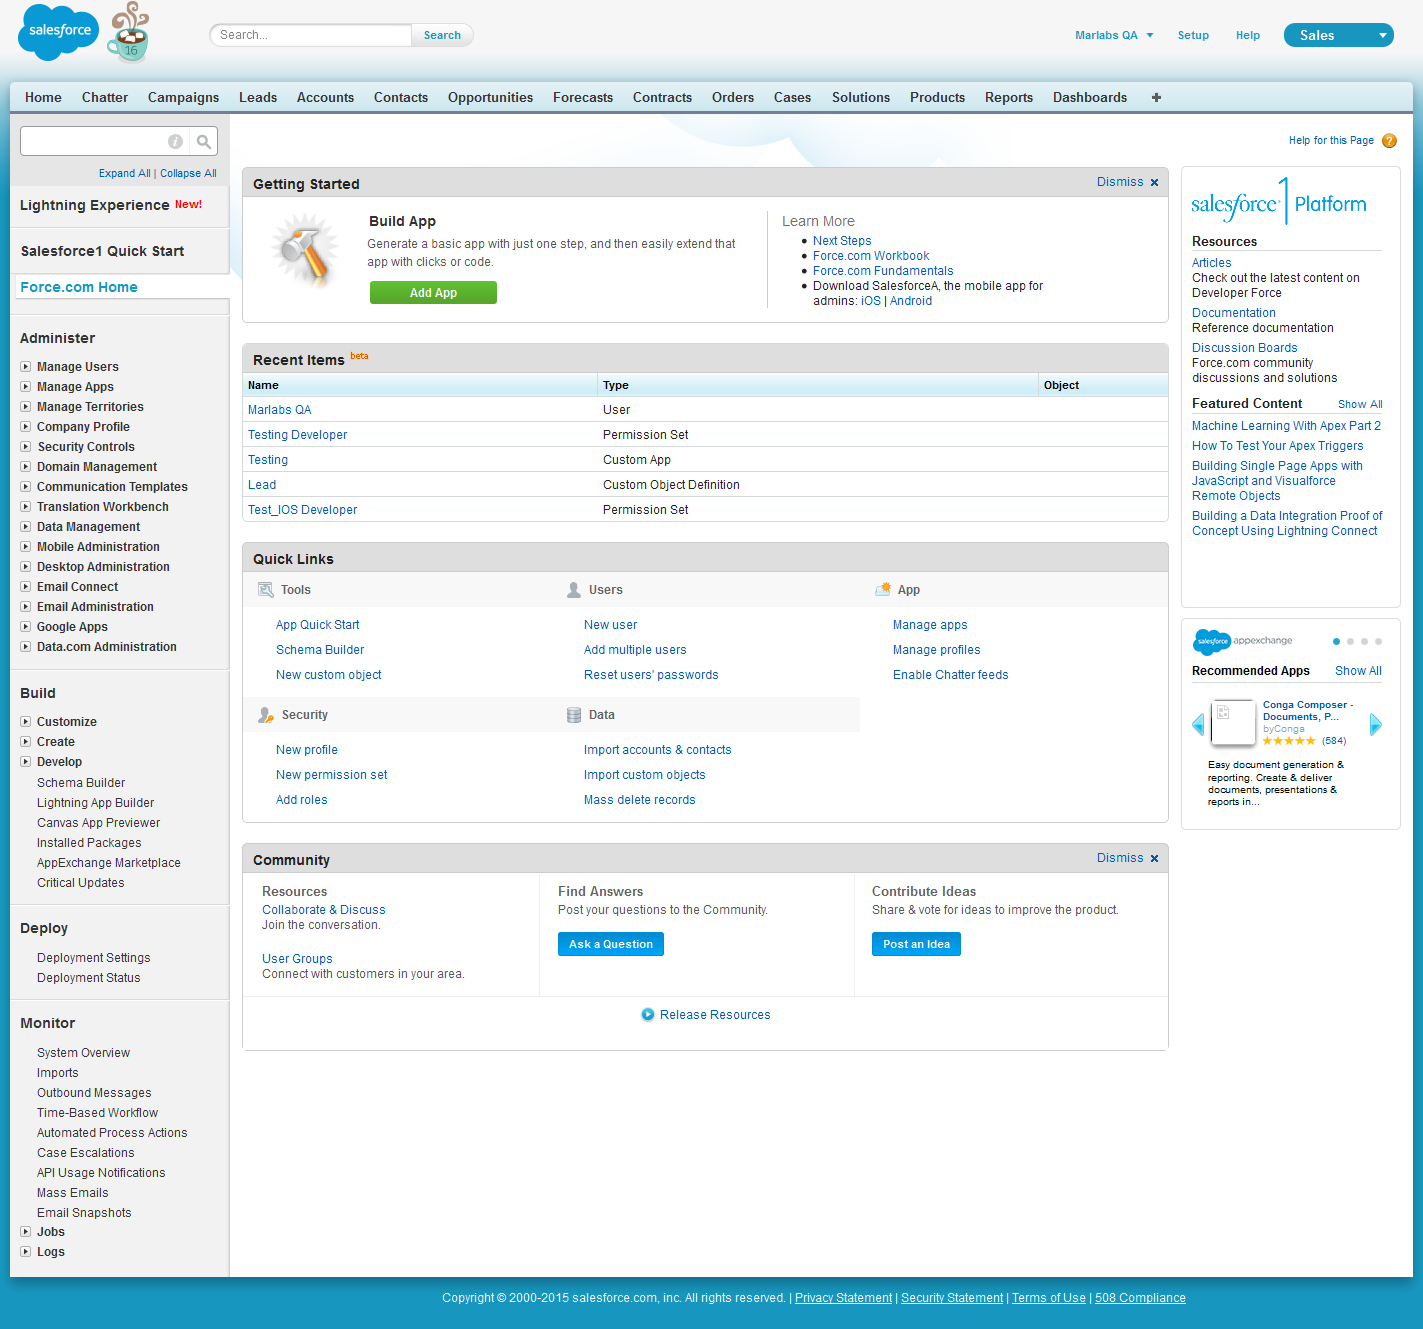 salesforce
16
Search...
Search
Marlabs QA
Setup
Help
Sales
Home Chatter Campaigns Leads Accounts Contacts Opportunities Forecasts Contracts Orders Cases Solutions Products Reports Dashboards +
Expand All | Collapse All
Lightning Experience New!
Salesforce1 Quick Start
Force.com Home
Administer
Manage Users
Manage Apps
Manage Territories
Company Profile
Security Controls
Domain Management
Communication Templates
Translation Workbench
Data Management
Mobile Administration
Desktop Administration
Email Connect
Email Administration
Google Apps
Data.com Administration
Build
Customize
Create
Develop
Schema Builder
Lightning App Builder
Canvas App Previewer
Installed Packages
AppExchange Marketplace
Critical Updates
Deploy
Deployment Settings
Deployment Status
Monitor
System Overview
Imports
Outbound Messages
Time-Based Workflow
Automated Process Actions
Case Escalations
API Usage Notifications
Mass Emails
Email Snapshots
Jobs
Logs
Help for this Page ?
Getting Started
Dismiss x
Build App
Generate a basic app with just one step, and then easily extend that
app with clicks or code.
Add App
Learn More
• Next Steps
• Force.com Workbook
• Force.com Fundamentals
• Download SalesforceA, the mobile app for
admins: iOS | Android
Recent Items beta
Name Type Object
Marlabs QA User
Testing Developer Permission Set
Testing Custom App
Lead Custom Object Definition
Test_IOS Developer Permission Set
Quick Links
Tools
App Quick Start
Schema Builder
New custom object
Users
New user
Add multiple users
Reset users' passwords
App
Manage apps
Manage profiles
Enable Chatter feeds
Security
New profile
New permission set
Add roles
Data
Import accounts & contacts
Import custom objects
Mass delete records
Community
Dismiss x
Resources
Collaborate & Discuss
Join the conversation.
User Groups
Connect with customers in your area.
Find Answers
Post your questions to the Community.
Ask a Question
Contribute Ideas
Share & vote for ideas to improve the product.
Post an Idea
Release Resources
salesforce1 Platform
Resources
Articles
Check out the latest content on
Developer Force
Documentation
Reference documentation
Discussion Boards
Force.com community
discussions and solutions
Featured Content Show All
Machine Learning With Apex Part 2
How To Test Your Apex Triggers
Building Single Page Apps with
JavaScript and Visualforce
Remote Objects
Building a Data Integration Proof of
Concept Using Lightning Connect
salesforce appexchange
Recommended Apps Show All
Conga Composer -
Documents, P...
byConga
(584)
Easy document generation &
reporting. Create & deliver
documents, presentations &
reports in...
Copyright © 2000-2015 salesforce.com, inc. All rights reserved. | Privacy Statement | Security Statement | Terms of Use | 508 Compliance